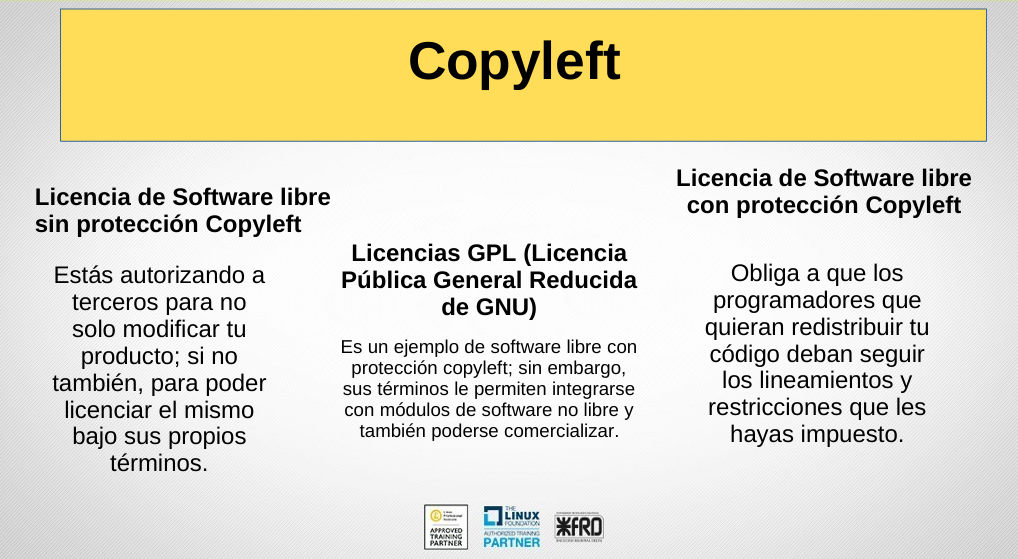 Copyleft
Licencia de Software libre
sin protección Copyleft
Estás autorizando a
terceros para no
solo modificar tu
producto; si no
también, para poder
licenciar el mismo
bajo sus propios
términos.
Licencias GPL (Licencia
Pública General Reducida
de GNU)
Es un ejemplo de software libre con
protección copyleft; sin embargo,
sus términos le permiten integrarse
con módulos de software no libre y
también poderse comercializar.
Licencia de Software libre
con protección Copyleft
Obliga a que los
programadores que
quieran redistribuir tu
código deban seguir
los lineamientos y
restricciones que les
hayas impuesto.
Linux
Professional
Institute
APPROVED
TRAINING
PARTNER
THE
LINUX
FOUNDATION
AUTHORIZED TRAINING
PARTNER
FRD